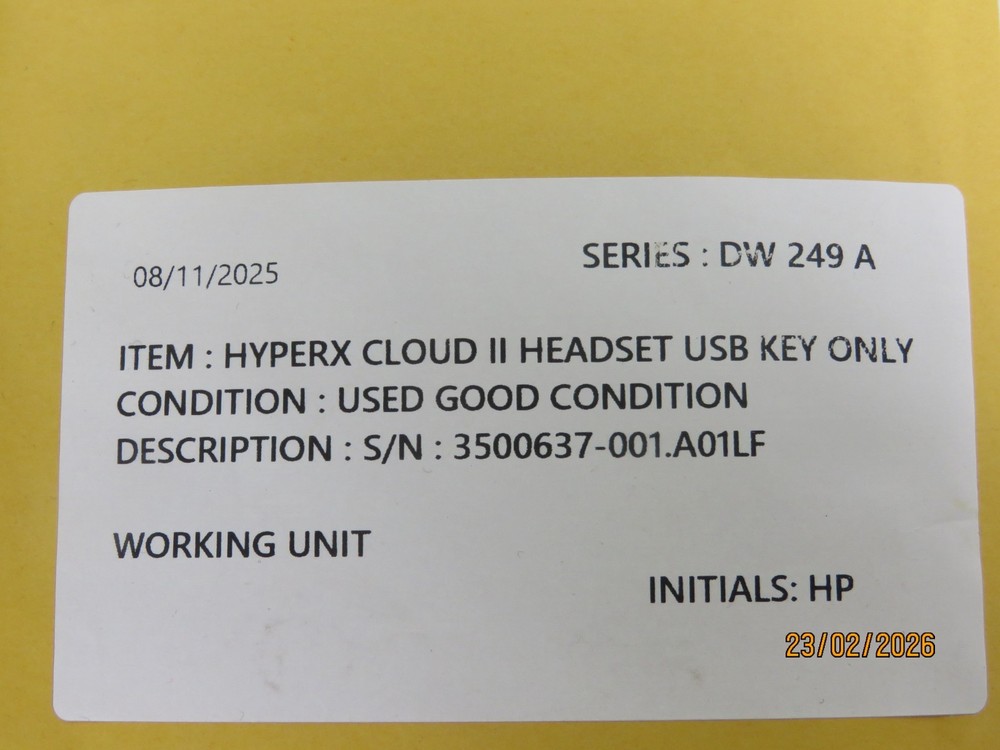 08/11/2025
SERIES : DW 249 A
ITEM : HYPERX CLOUD II HEADSET USB KEY ONLY
CONDITION : USED GOOD CONDITION
DESCRIPTION : S/N : 3500637-001.A01LF
WORKING UNIT
INITIALS: HP
23/02/2026